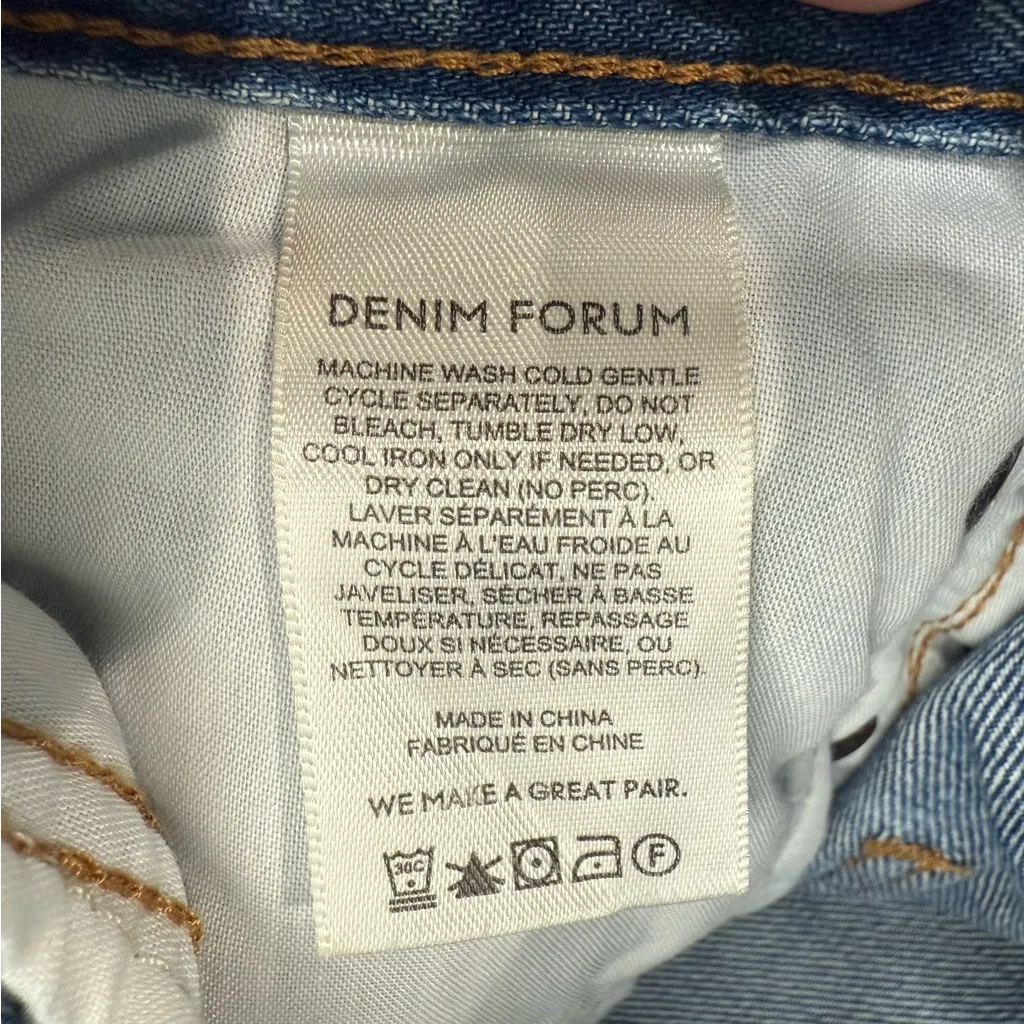 DENIM FORUM
MACHINE WASH COLD GENTLE
CYCLE SEPARATELY, DO NOT
BLEACH, TUMBLE DRY LOW,
COOL IRON ONLY IF NEEDED, OR
DRY CLEAN (NO PERC).
LAVER SÉPARÉMENT À LA
MACHINE À L'EAU FROIDE AU
CYCLE DÉLICAT, NE PAS
JAVELISER, SÉCHER À BASSE
TEMPÉRATURE, REPASSAGE
DOUX SI NÉCESSAIRE, OU
NETTOYER À SEC (SANS PERC).
MADE IN CHINA
FABRIQUÉ EN CHINE
WE MAKE A GREAT PAIR.
30C F